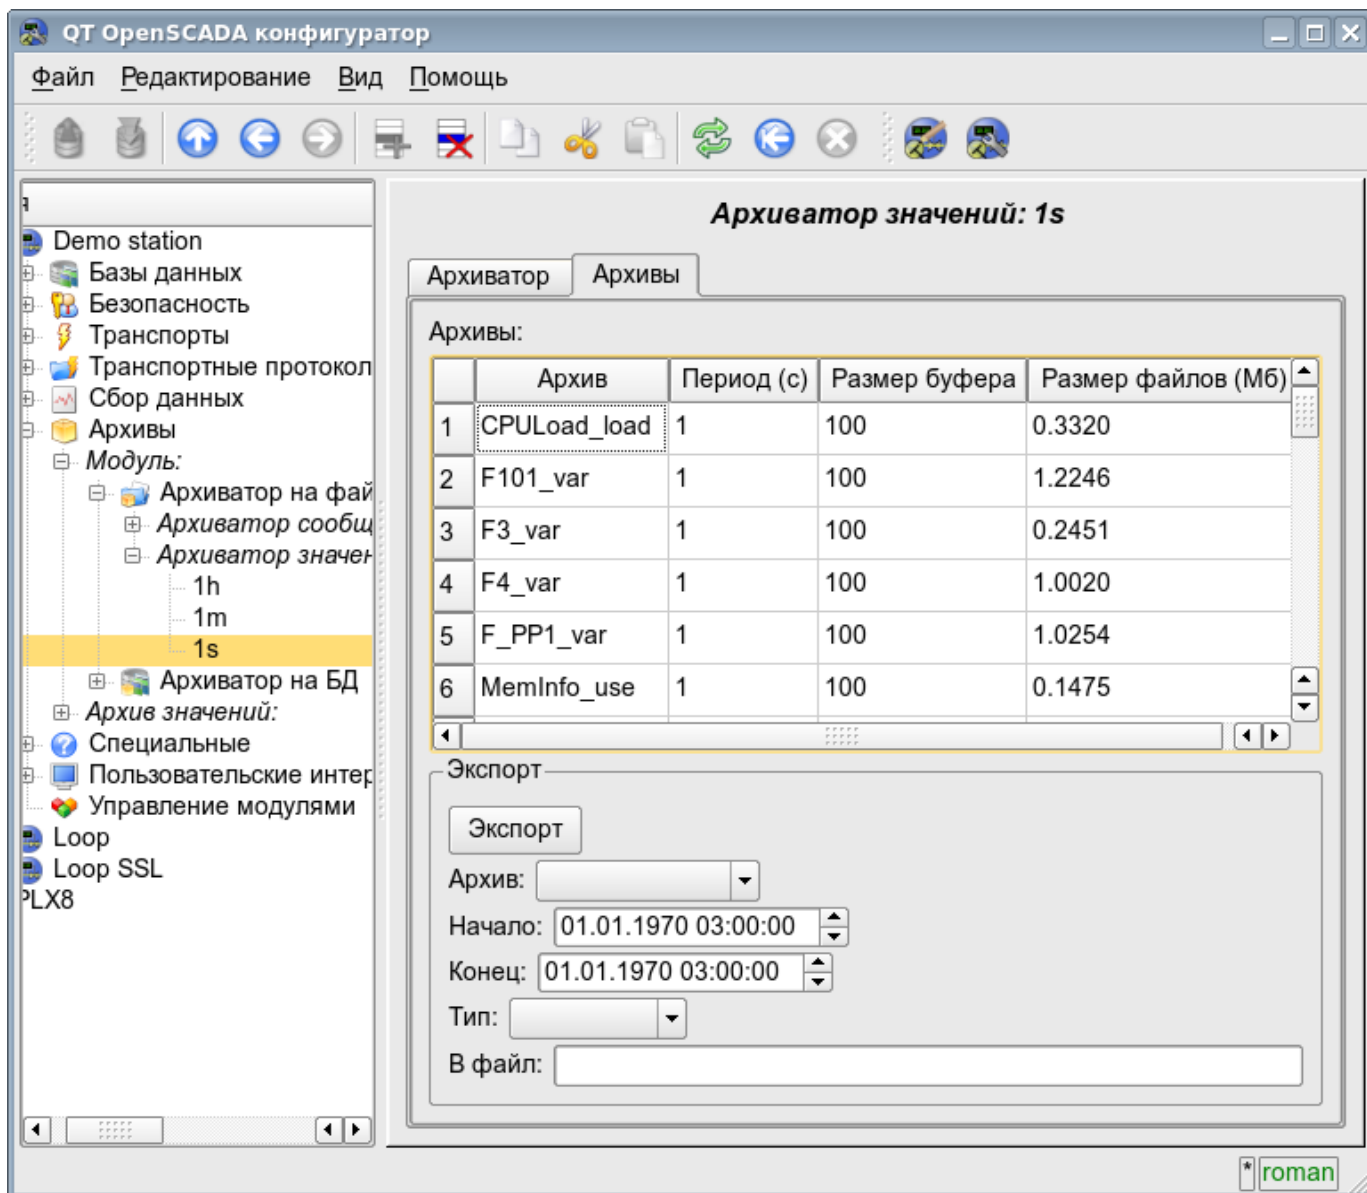 QT OpenSCADA конфигуратор
Файл Редактирование Вид Помощь
я
Demo station
Базы данных
Безопасность
Транспорты
Транспортные протокол
Сбор данных
Архивы
Модуль:
Архиватор на фай
Архиватор сообщ
Архиватор значен
1h
1m
1s
Архиватор на БД
Архив значений:
Специальные
Пользовательские интер
Управление модулями
Loop
Loop SSL
PLX8
Архиватор значений: 1s
Архиватор Архивы
Архивы:
Архив Период (с) Размер буфера Размер файлов (Мб)
1 CPULoad_load 1 100 0.3320
2 F101_var 1 100 1.2246
3 F3_var 1 100 0.2451
4 F4_var 1 100 1.0020
5 F_PP1_var 1 100 1.0254
6 MemInfo_use 1 100 0.1475
Экспорт
Экспорт
Архив:
Начало: 01.01.1970 03:00:00
Конец: 01.01.1970 03:00:00
Тип:
В файл:
* roman